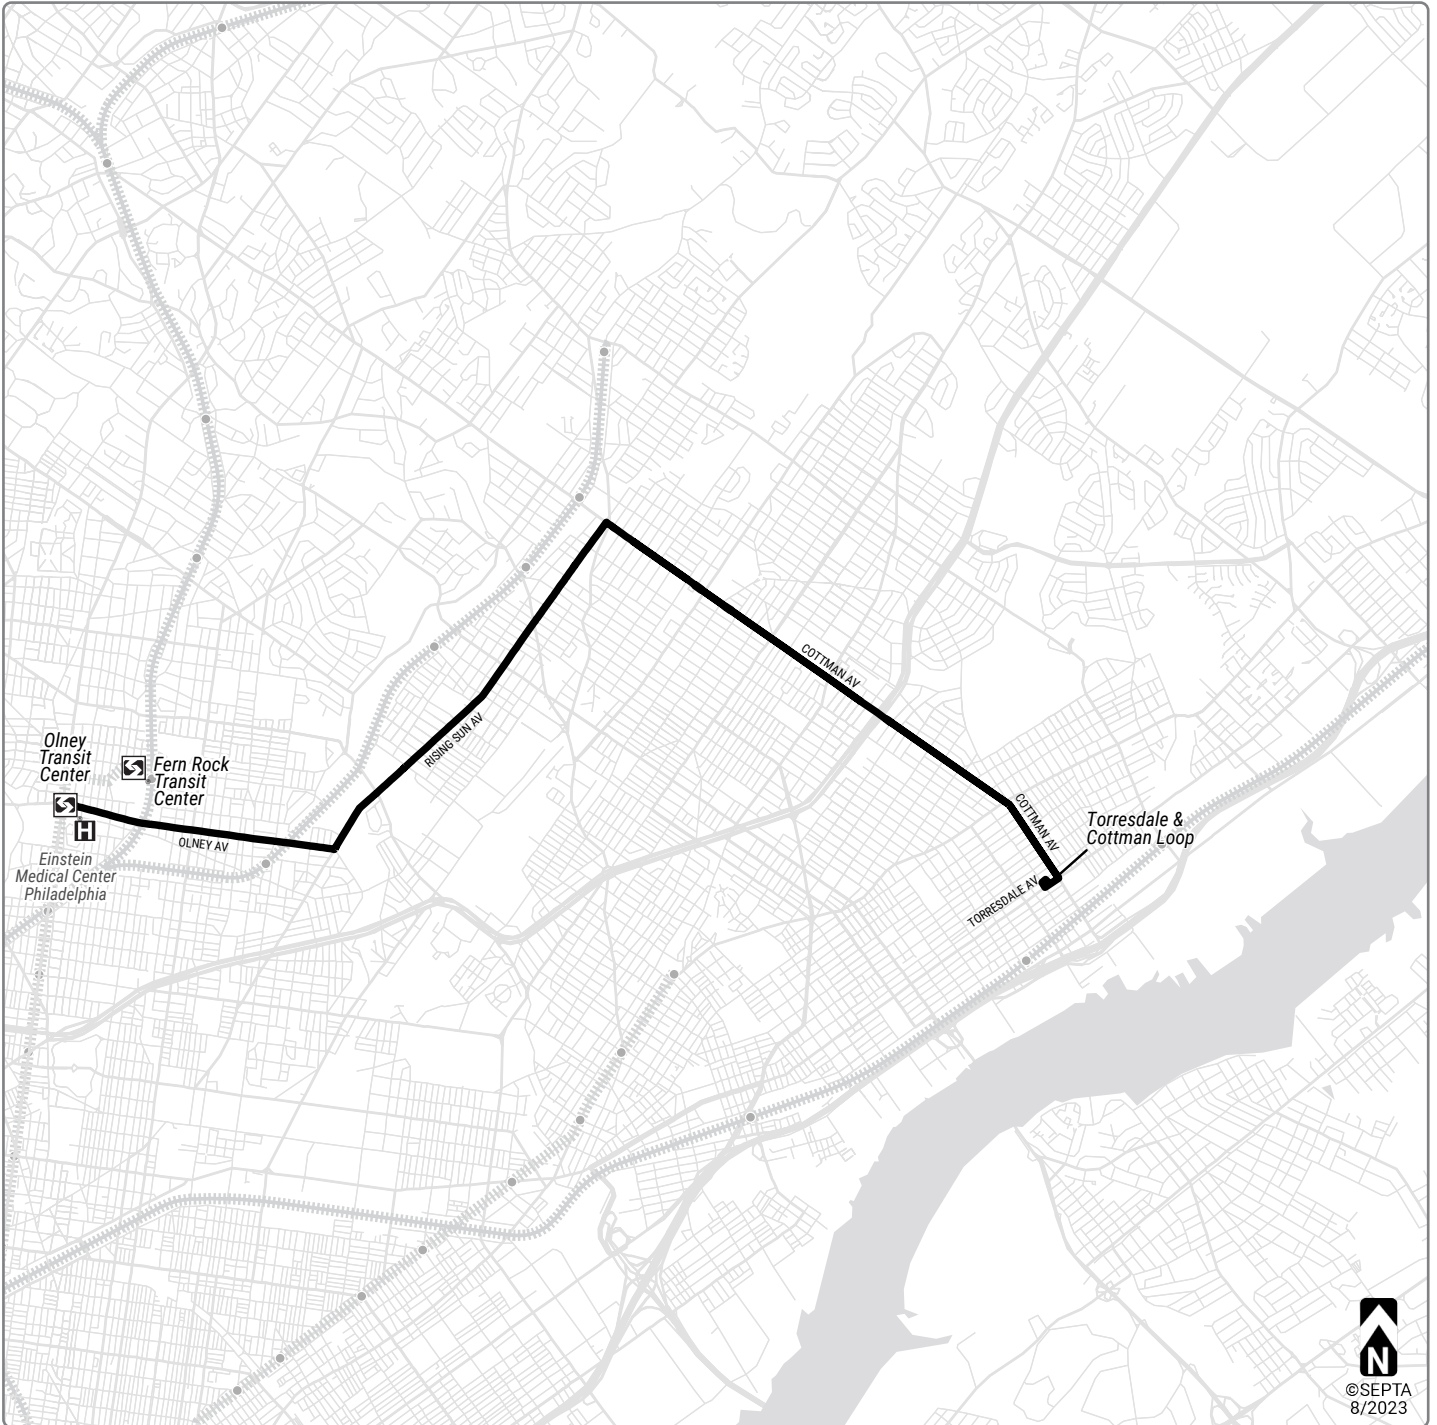 COTTMAN AV
RISING SUN AV
Olney
Transit
Center
Fern Rock
Transit
Center
H
OLNEY AV
Einstein
Medical Center
Philadelphia
COTTMAN AV
Torresdale &
Cottman Loop
TORRESDALE AV
N
©SEPTA
8/2023